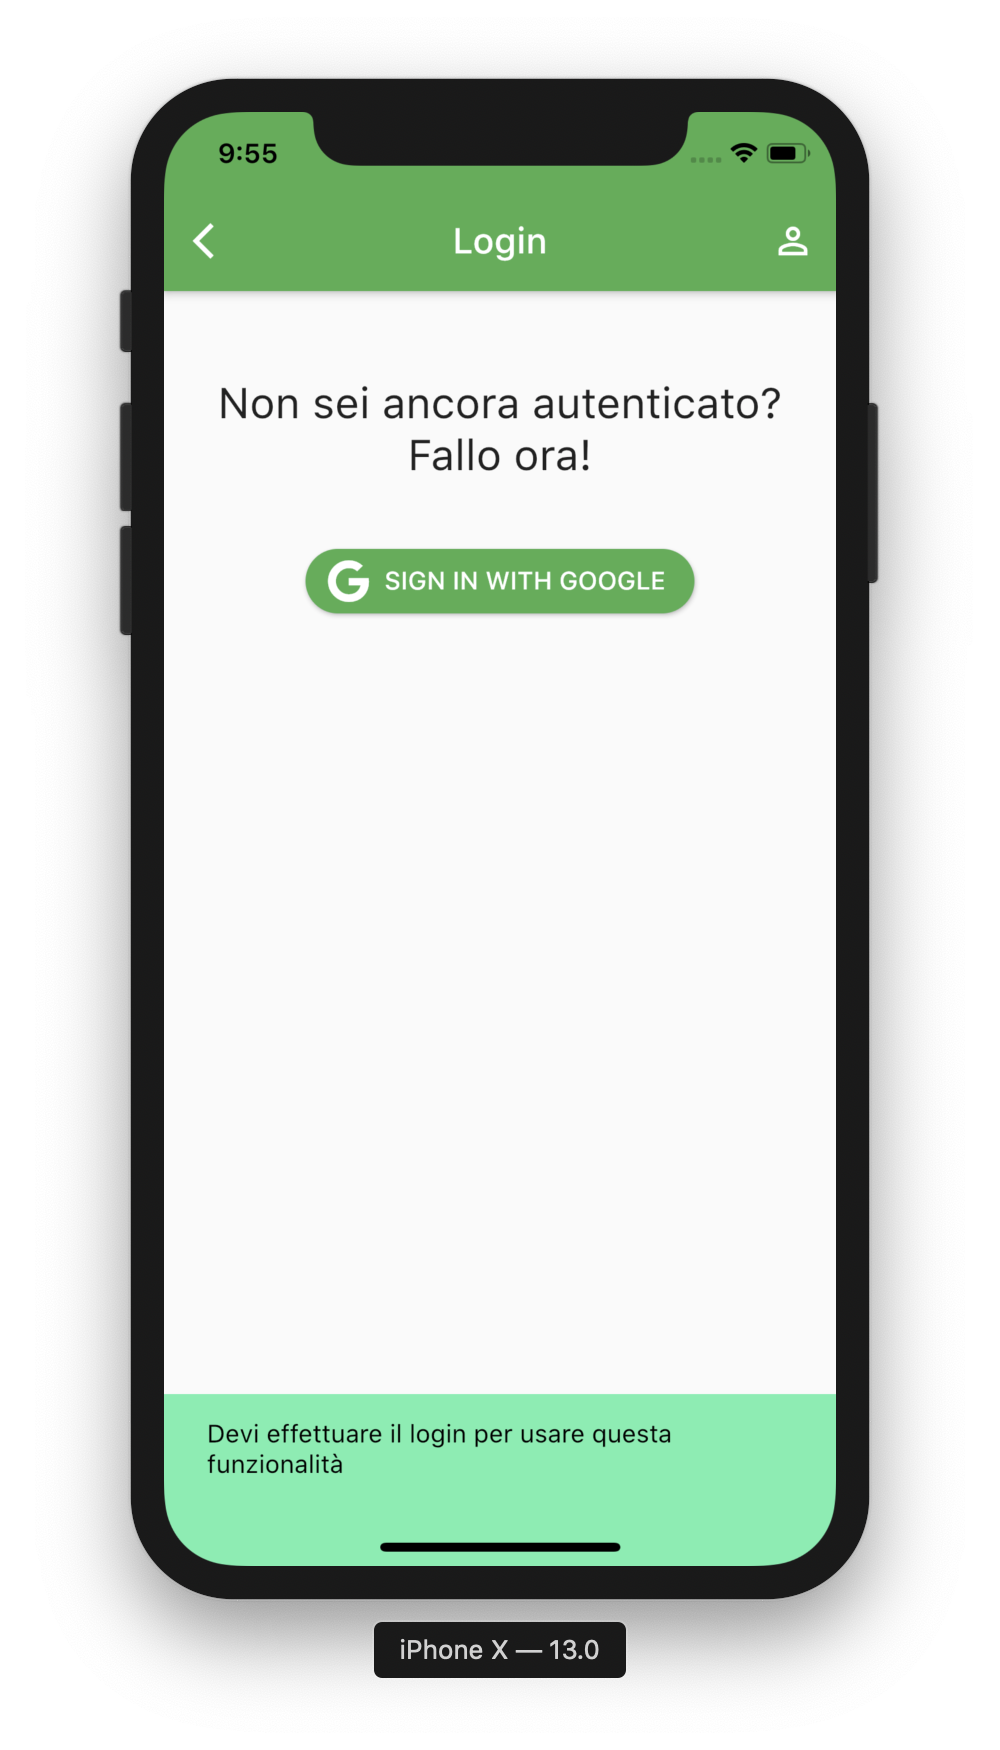 9:55
Login
Non sei ancora autenticato?
Fallo ora!
SIGN IN WITH GOOGLE
Devi effettuare il login per usare questa
funzionalità
iPhone X — 13.0